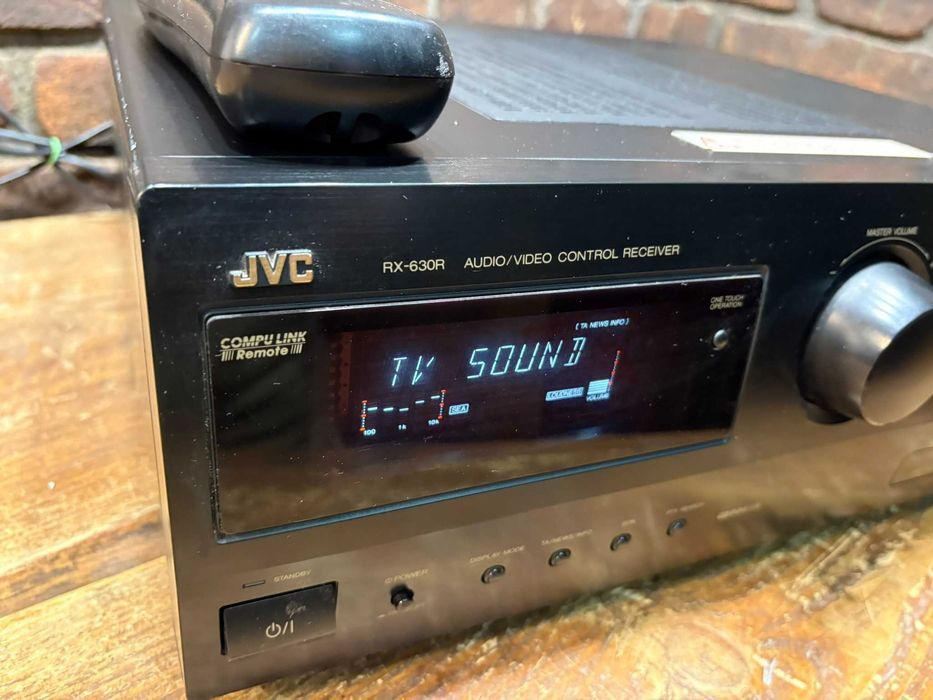 MASTER VOLUME
JVC
RX-630R AUDIO/VIDEO CONTROL RECEIVER
ONE TOUCH
OPERATION
COMPU LINK
Remote
( TA NEWS INFO )
TV SOUND
SEA
LOUDNESS
VOLUME
100 1k 10k
DISPLAY MODE
TA/NEWS/INFO
STANDBY
POWER